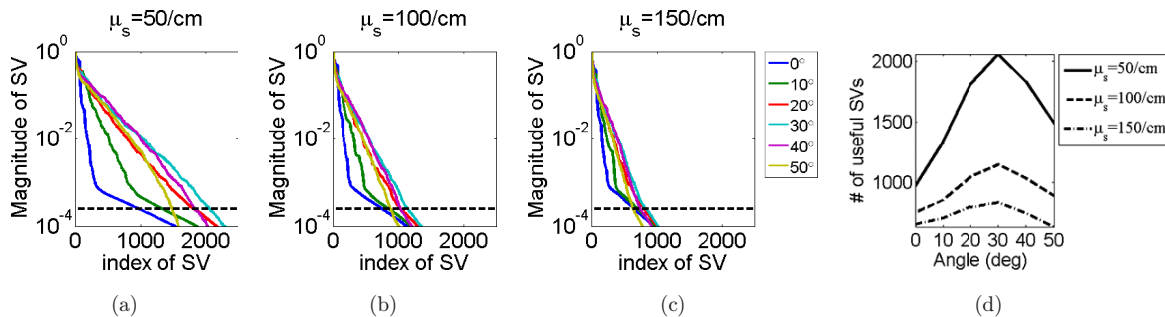 μs=50/cm
Magnitude of SV
10^0
10^-2
10^-4
0
1000
2000
index of SV
(a)
μs=100/cm
Magnitude of SV
10^0
10^-2
10^-4
0
1000
2000
index of SV
(b)
μs=150/cm
Magnitude of SV
10^0
10^-2
10^-4
0
1000
2000
index of SV
(c)
0°
10°
20°
30°
40°
50°
# of useful SVs
2000
1500
1000
0 10 20 30 40 50
Angle (deg)
μs=50/cm
μs=100/cm
μs=150/cm
(d)